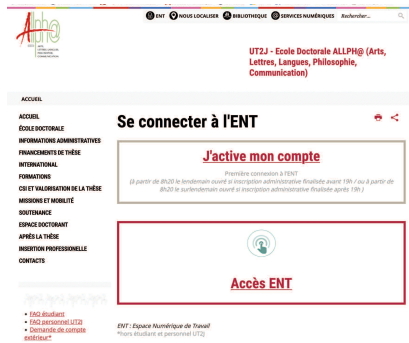 ENT NOUS LOCALISER BIBLIOTHEQUE SERVICES NUMÉRIQUES Rechercher...
Allph@
UT2J - Ecole Doctorale ALLPH@ (Arts,
Lettres, Langues, Philosophie,
Communication)
ACCUEIL
ACCUEIL
ÉCOLE DOCTORALE
INFORMATIONS ADMINISTRATIVES
FINANCEMENTS DE THÈSE
INTERNATIONAL
FORMATIONS
CSI ET VALORISATION DE LA THÈSE
MISSIONS ET MOBILITÉ
SOUTENANCE
ESPACE DOCTORANT
APRÈS LA THÈSE
INSERTION PROFESSIONELLE
CONTACTS
FAQ étudiant
FAQ personnel UT2J
Demande de compte
extérieur*
Se connecter à l'ENT
J'active mon compte
Première connexion à l'ENT
(à partir de 8h20 le lendemain ouvré si inscription administrative finalisée avant 19h / ou à partir de
8h20 le surlendemain ouvré si inscription administrative finalisée après 19h )
Accès ENT
ENT : Espace Numérique de Travail
*hors étudiant et personnel UT2J